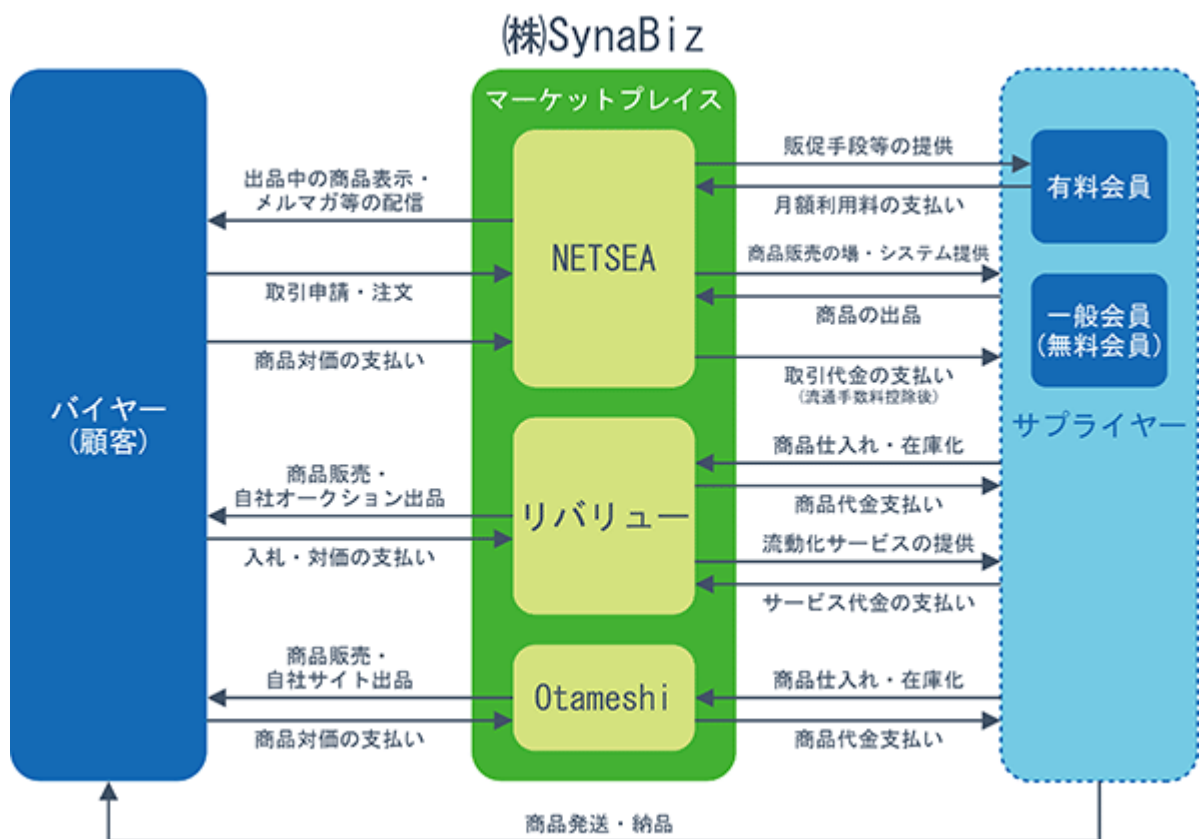 ㈱SynaBiz
マーケットプレイス
バイヤー
(顧客)
出品中の商品表示・
メルマガ等の配信
取引申請・注文
商品対価の支払い
商品販売・
自社オークション出品
入札・対価の支払い
商品販売・
自社サイト出品
商品対価の支払い
NETSEA
リバリュー
Otameshi
販促手段等の提供
月額利用料の支払い
商品販売の場・システム提供
商品の出品
取引代金の支払い
(流通手数料控除後)
商品仕入れ・在庫化
商品代金支払い
流動化サービスの提供
サービス代金の支払い
商品仕入れ・在庫化
商品代金支払い
有料会員
一般会員
(無料会員)
サプライヤー
商品発送・納品